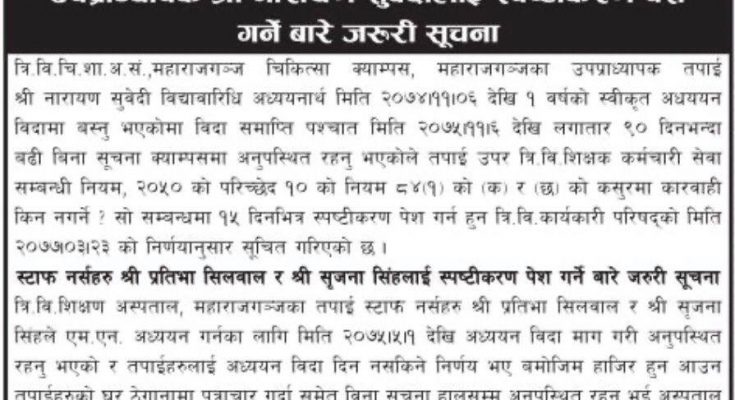 गर्ने बारे जरुरी सूचना
त्रि.वि.चि.शा.अ.सं.,महाराजगञ्ज चिकित्सा क्याम्पस, महाराजगञ्जका उपप्राध्यापक तपाई
श्री नारायण सुवेदी विद्यावारिधि अध्ययनार्थ मिति २०७४।११।०६ देखि १ वर्षको स्वीकृत अधययन
विदामा बस्नु भएकोमा विदा समाप्ति पश्चात मिति २०७५।११।६ देखि लगातार ९० दिनभन्दा
बढी बिना सूचना क्याम्पसमा अनुपस्थित रहनु भएकोले तपाई उपर त्रि.वि.शिक्षक कर्मचारी सेवा
सम्बन्धी नियम, २०५० को परिच्छेद १० को नियम ८४(१) को (क) र (छ) को कसुरमा कारवाही
किन नगर्ने ? सो सम्बन्धमा १५ दिनभित्र स्पष्टीकरण पेश गर्न हुन त्रि.वि.कार्यकारी परिषद्को मिति
२०७७।०३।२३ को निर्णयानुसार सूचित गरिएको छ ।
स्टाफ नर्सहरु श्री प्रतिभा सिलवाल र श्री सृजना सिंहलाई स्पष्टीकरण पेश गर्ने बारे जरुरी सूचना
त्रि.वि.शिक्षण अस्पताल, महाराजगञ्जका तपाई स्टाफ नर्सहरु श्री प्रतिभा सिलवाल र श्री सृजना
सिंहले एम.एन. अध्ययन गर्नका लागि मिति २०७५।५।१ देखि अध्ययन विदा माग गरी अनुपस्थित
रहनु भएको र तपाईहरुलाई अध्ययन विदा दिन नसकिने निर्णय भए बमोजिम हाजिर हुन आउन
तपाईहरुको घर ठेगानामा पत्राचार गर्दा समेत बिना सूचना हालसम्म अनुपस्थित रहनु भई अस्पताल